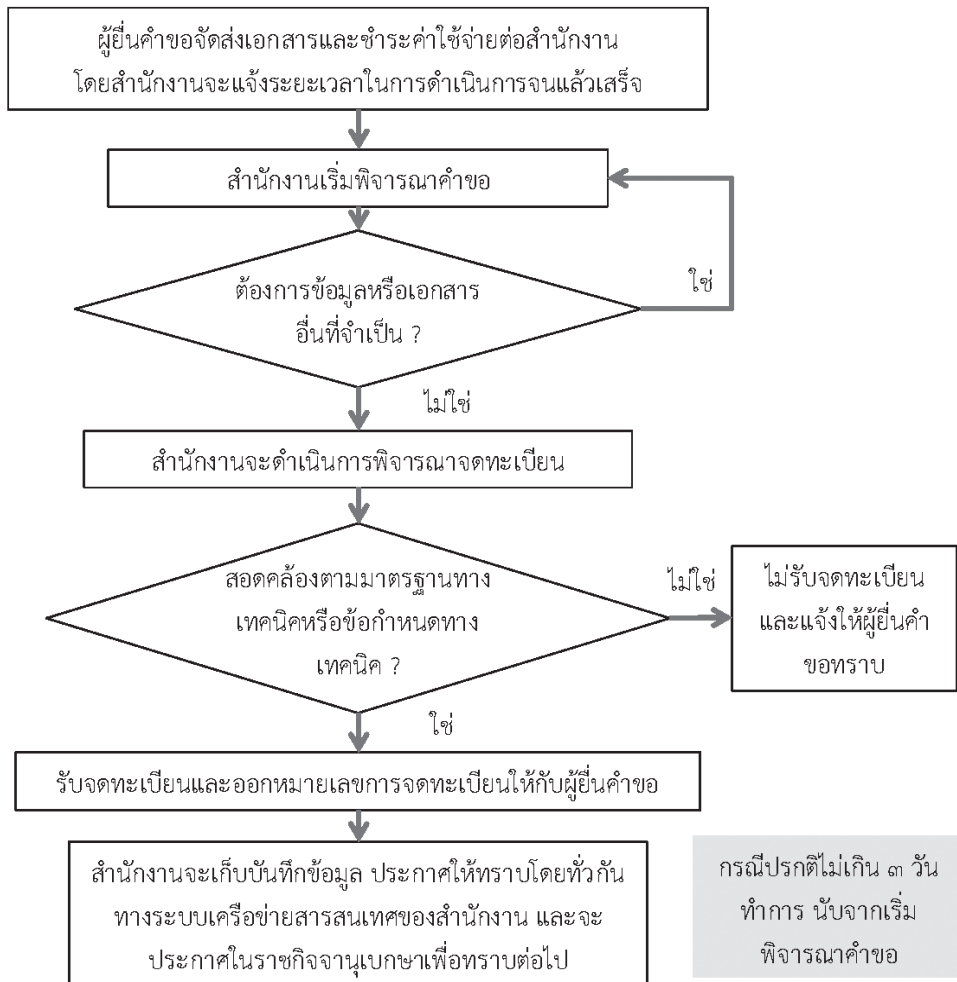 ผู้ยื่นคำขอจัดส่งเอกสารและชำระค่าใช้จ่ายต่อสำนักงาน
โดยสำนักงานจะแจ้งระยะเวลาในการดำเนินการจนแล้วเสร็จ
สำนักงานเริ่มพิจารณาคำขอ
ต้องการข้อมูลหรือเอกสาร
อื่นที่จำเป็น ?
ใช่
ไม่ใช่
สำนักงานจะดำเนินการพิจารณาจดทะเบียน
สอดคล้องตามมาตรฐานทาง
เทคนิคหรือข้อกำหนดทาง
เทคนิค ?
ไม่ใช่
ไม่รับจดทะเบียน
และแจ้งให้ผู้ยื่นคำ
ขอทราบ
ใช่
รับจดทะเบียนและออกหมายเลขการจดทะเบียนให้กับผู้ยื่นคำขอ
สำนักงานจะเก็บบันทึกข้อมูล ประกาศให้ทราบโดยทั่วกัน
ทางระบบเครือข่ายสารสนเทศของสำนักงาน และจะ
ประกาศในราชกิจจานุเบกษาเพื่อทราบต่อไป
กรณีปรกติไม่เกิน ๓ วัน
ทำการ นับจากเริ่ม
พิจารณาคำขอ